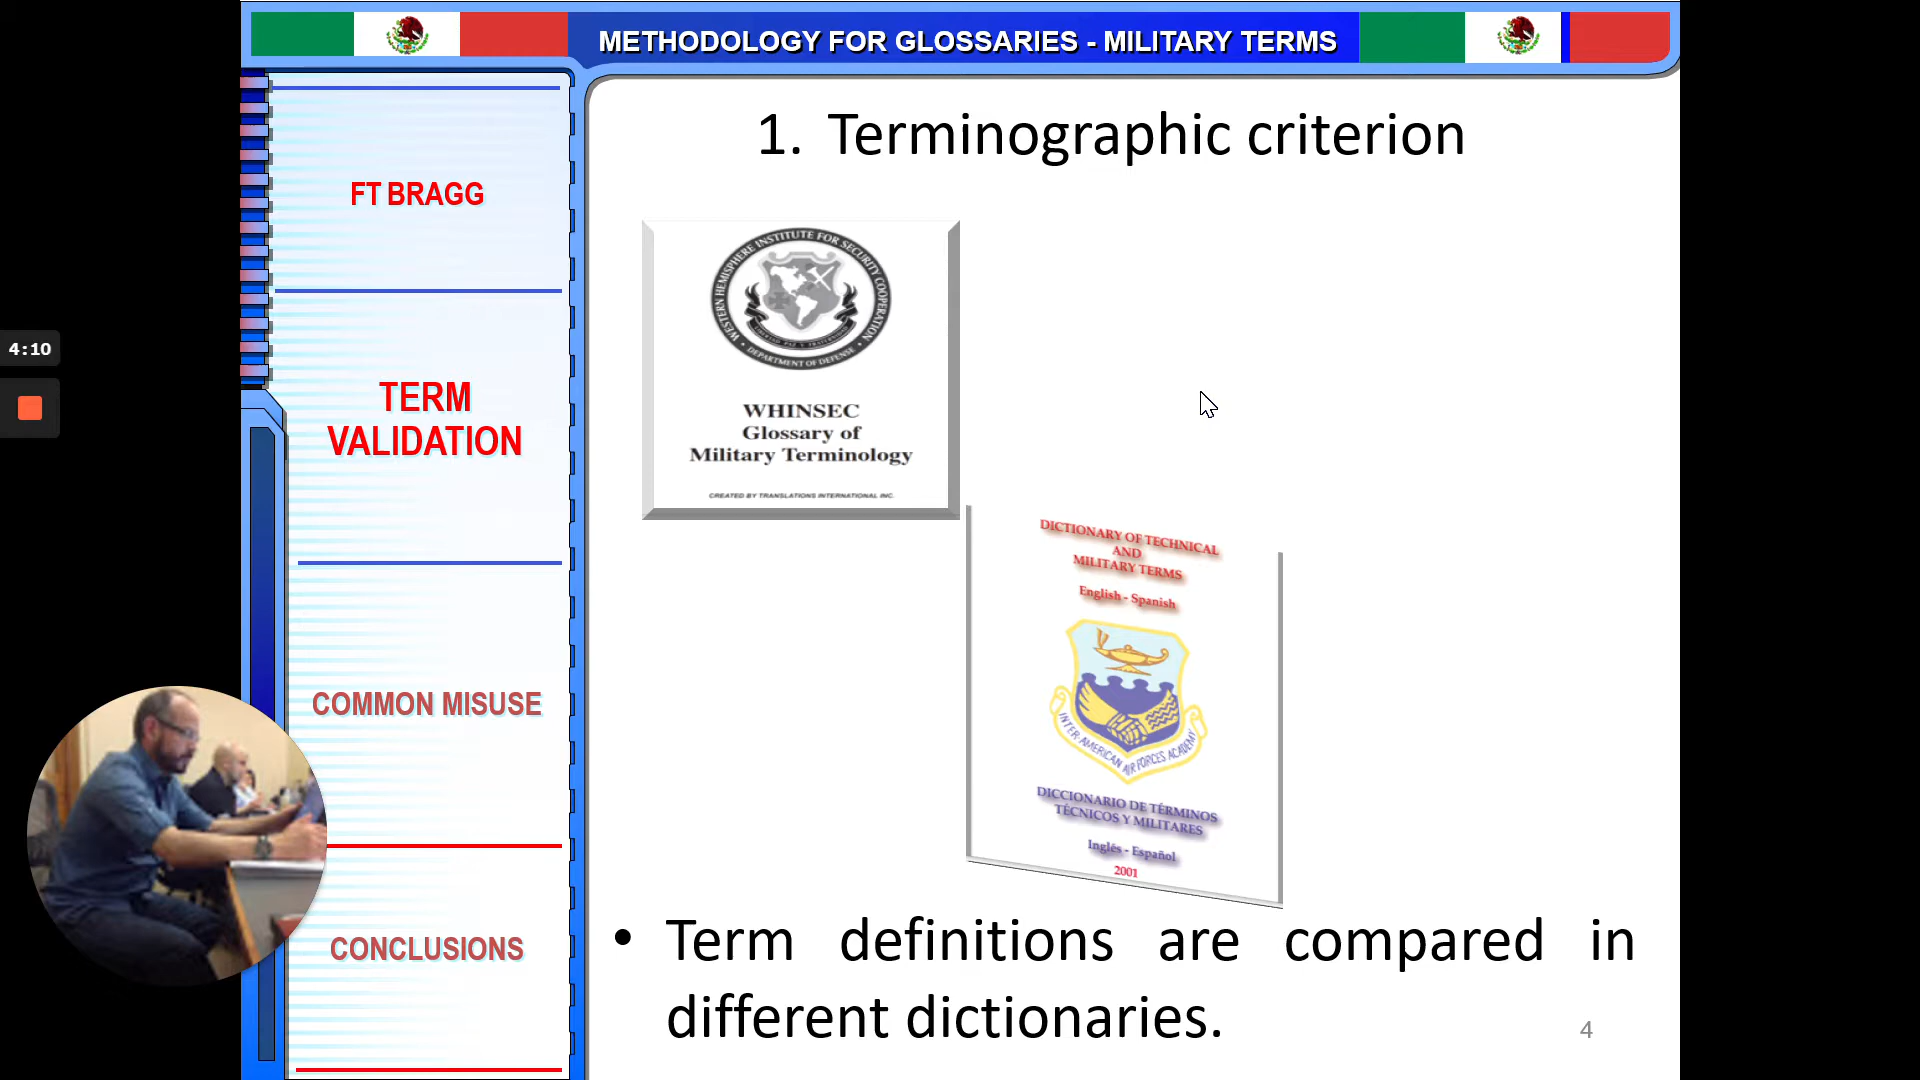 METHODOLOGY FOR GLOSSARIES - MILITARY TERMS
FT BRAGG
TERM
VALIDATION
COMMON MISUSE
CONCLUSIONS
4:10
1. Terminographic criterion
WESTERN HEMISPHERE INSTITUTE FOR SECURITY COOPERATION
• DEPARTMENT OF DEFENSE •
WHINSEC
Glossary of
Military Terminology
CREATED BY TRANSLATIONS INTERNATIONAL INC.
DICTIONARY OF TECHNICAL
AND
MILITARY TERMS
English - Spanish
INTER-AMERICAN AIR FORCES ACADEMY
DICCIONARIO DE TÉRMINOS
TÉCNICOS Y MILITARES
Inglés - Español
2001
• Term definitions are compared in
different dictionaries.
4